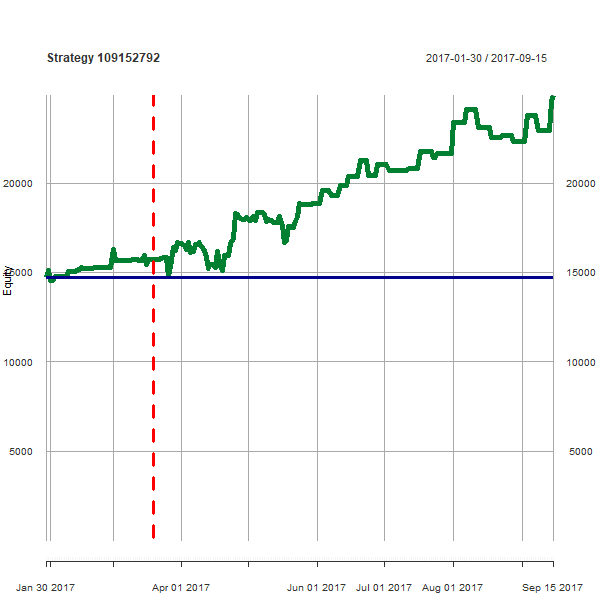 Strategy 109152792
2017-01-30 / 2017-09-15
20000
20000
15000
15000
Equity
10000
10000
5000
5000
Jan 30 2017
Apr 01 2017
Jun 01 2017
Jul 01 2017
Aug 01 2017
Sep 15 2017